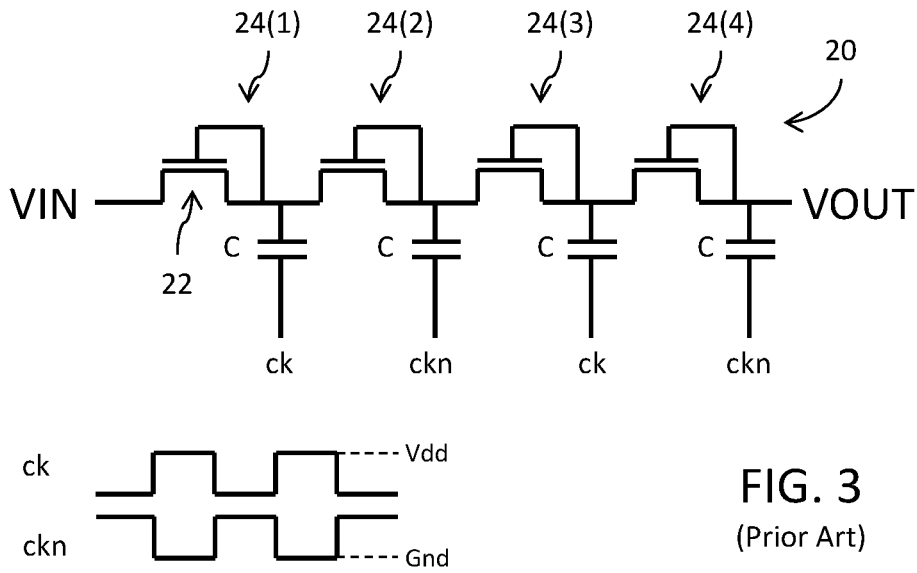 24(1) 24(2) 24(3) 24(4)
20
VIN VOUT
C C C C
22
ck ckn ck ckn
ck Vdd
ckn Gnd
FIG. 3
(Prior Art)